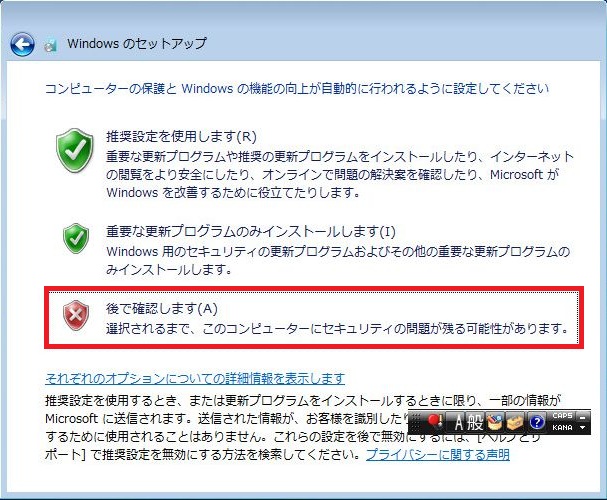 Windows のセットアップ
コンピューターの保護と Windows の機能の向上が自動的に行われるように設定してください
推奨設定を使用します(R)
重要な更新プログラムや推奨の更新プログラムをインストールしたり、インターネット
の閲覧をより安全にしたり、オンラインで問題の解決案を確認したり、Microsoft が
Windows を改善するために役立てたりします。
重要な更新プログラムのみインストールします(I)
Windows 用のセキュリティの更新プログラムおよびその他の重要な更新プログラムの
みインストールします。
後で確認します(A)
選択されるまで、このコンピューターにセキュリティの問題が残る可能性があります。
それぞれのオプションについての詳細情報を表示します
推奨設定を使用するとき、または更新プログラムをインストールするときに限り、一部の情報が
Microsoft に送信されます。送信された情報が、お客様を識別したり
A 般 CAPS
KANA
するために使用されることはありません。これらの設定を後で無効にするには、[ヘルプとサ
ポート] で推奨設定を無効にする方法を検索してください。 プライバシーに関する声明